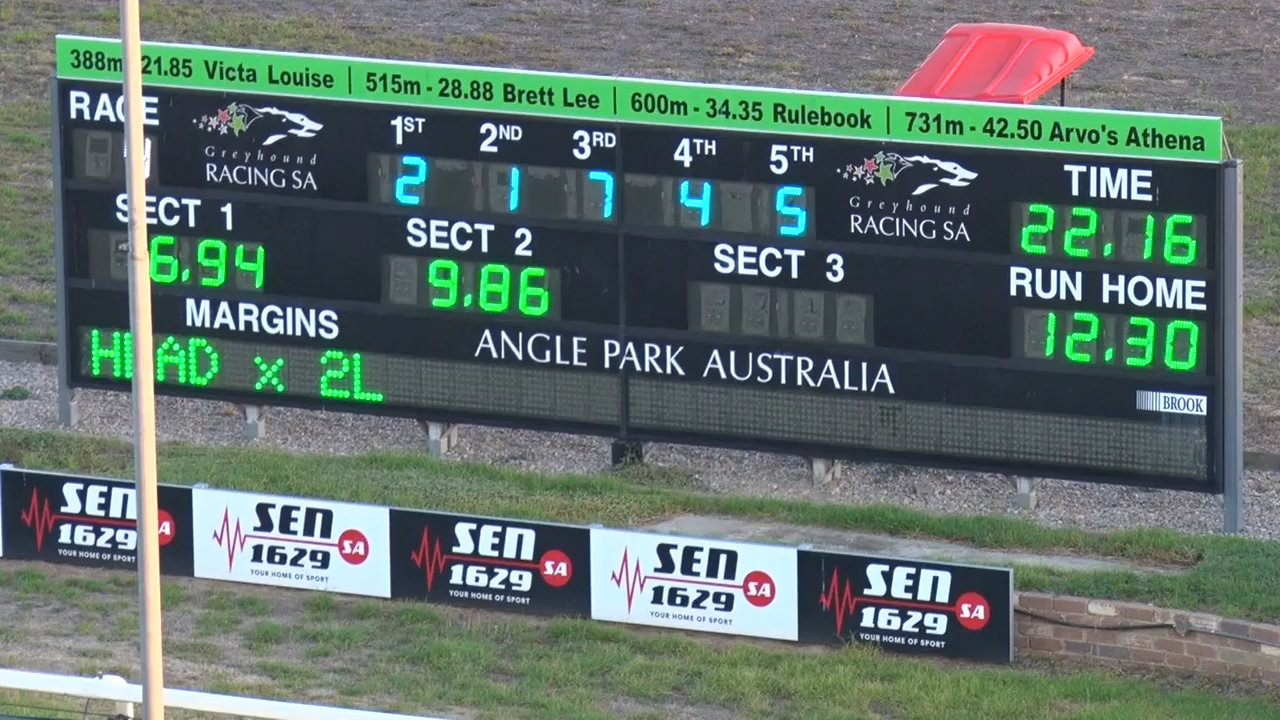 388m 21.85 Victa Louise | 515m - 28.88 Brett Lee | 600m - 34.35 Rulebook | 731m - 42.50 Arvo's Athena
RACE
Greyhound
RACING SA
1ST 2ND 3RD 4TH 5TH
2 1 7 4 5
Greyhound
RACING SA
TIME
22.16
SECT 1
6.94
SECT 2
9.86
SECT 3
RUN HOME
12.30
MARGINS
HEAD x 2L
ANGLE PARK AUSTRALIA
BROOK
SEN
1629 SA
YOUR HOME OF SPORT
SEN
1629 SA
YOUR HOME OF SPORT
SEN
1629 SA
YOUR HOME OF SPORT
SEN
1629 SA
YOUR HOME OF SPORT
SEN
1629 SA
YOUR HOME OF SPORT